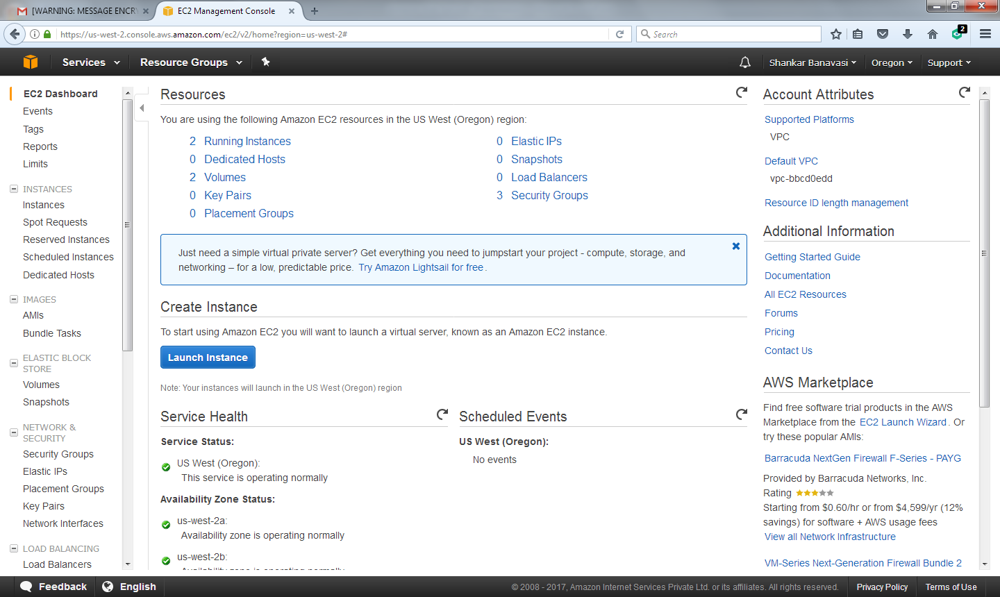 [WARNING: MESSAGE ENCRY
EC2 Management Console
https://us-west-2.console.aws.amazon.com/ec2/v2/home?region=us-west-2#
Search
2
Services
Resource Groups
Shankar Banavasi
Oregon
Support
EC2 Dashboard
Events
Tags
Reports
Limits
INSTANCES
Instances
Spot Requests
Reserved Instances
Scheduled Instances
Dedicated Hosts
IMAGES
AMIs
Bundle Tasks
ELASTIC BLOCK
STORE
Volumes
Snapshots
NETWORK &
SECURITY
Security Groups
Elastic IPs
Placement Groups
Key Pairs
Network Interfaces
LOAD BALANCING
Load Balancers
Resources
You are using the following Amazon EC2 resources in the US West (Oregon) region:
2 Running Instances
0 Dedicated Hosts
2 Volumes
0 Key Pairs
0 Placement Groups
0 Elastic IPs
0 Snapshots
0 Load Balancers
3 Security Groups
Just need a simple virtual private server? Get everything you need to jumpstart your project - compute, storage, and
networking – for a low, predictable price. Try Amazon Lightsail for free.
Create Instance
To start using Amazon EC2 you will want to launch a virtual server, known as an Amazon EC2 instance.
Launch Instance
Note: Your instances will launch in the US West (Oregon) region
Service Health
Service Status:
US West (Oregon):
This service is operating normally
Availability Zone Status:
us-west-2a:
Availability zone is operating normally
us-west-2b:
Availability zone is operating normally
Scheduled Events
US West (Oregon):
No events
Account Attributes
Supported Platforms
VPC
Default VPC
vpc-bbcd0edd
Resource ID length management
Additional Information
Getting Started Guide
Documentation
All EC2 Resources
Forums
Pricing
Contact Us
AWS Marketplace
Find free software trial products in the AWS
Marketplace from the EC2 Launch Wizard. Or
try these popular AMIs:
Barracuda NextGen Firewall F-Series - PAYG
Provided by Barracuda Networks, Inc.
Rating
Starting from $0.60/hr or from $4,599/yr (12%
savings) for software + AWS usage fees
View all Network Infrastructure
VM-Series Next-Generation Firewall Bundle 2
Feedback
English
© 2008 - 2017, Amazon Internet Services Private Ltd. or its affiliates. All rights reserved.
Privacy Policy
Terms of Use